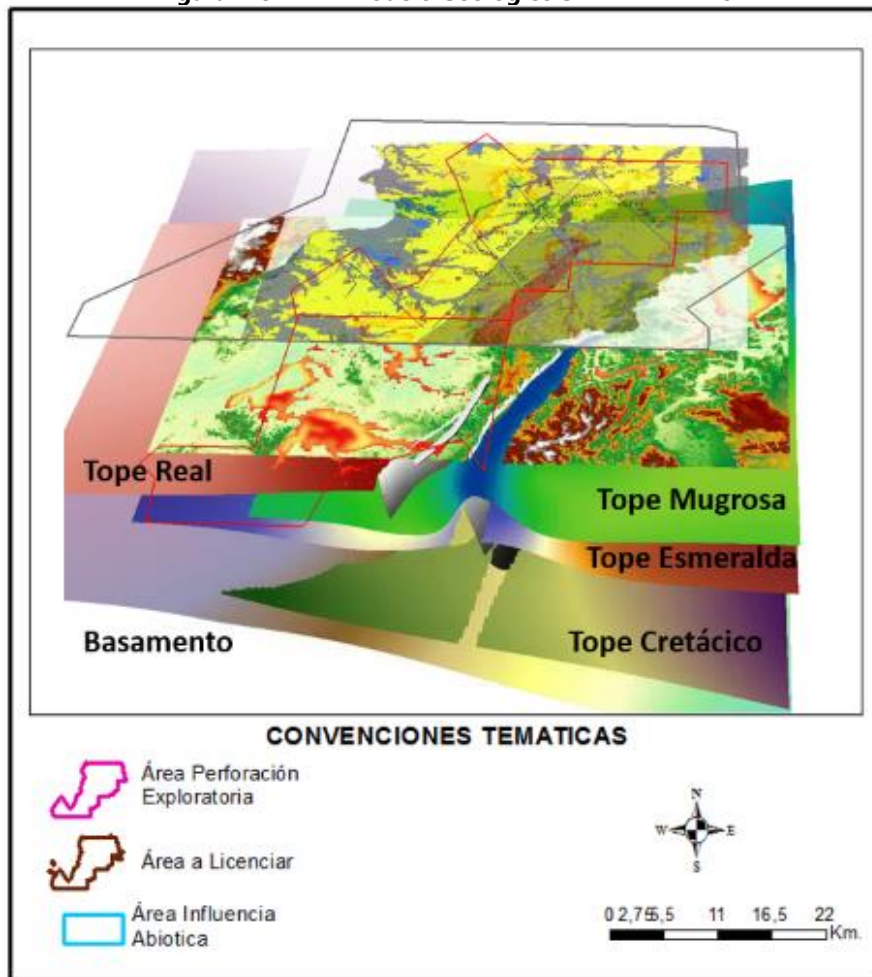 Tope Real
Tope Mugrosa
Tope Esmeralda
Basamento
Tope Cretácico
CONVENCIONES TEMATICAS
Área Perforación
Exploratoria
Área a Licenciar
Área Influencia
Abiotica
N
W E
S
0 2,75 5,5 11 16,5 22
Km.